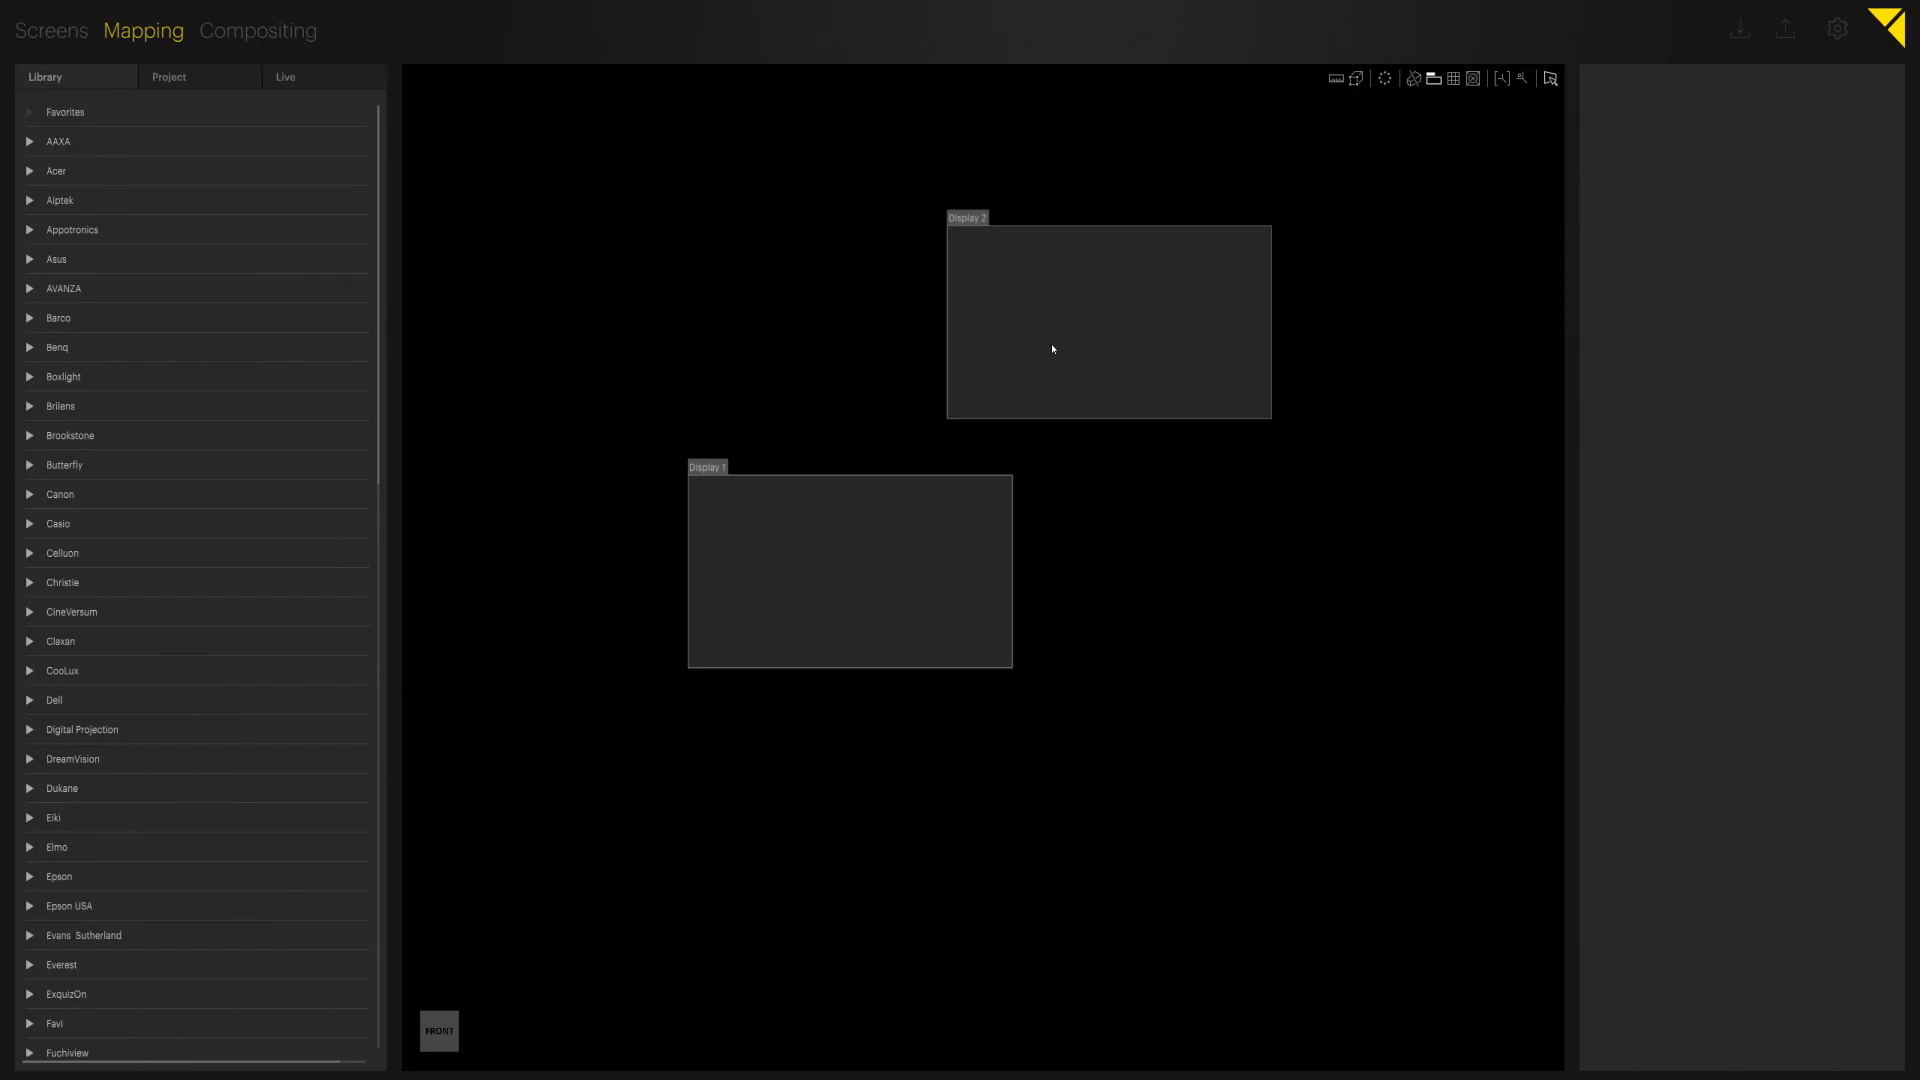 Screens Mapping Compositing
Library Project Live
Favorites
AAXA
Acer
Aiptek
Appotronics
Asus
AVANZA
Barco
Benq
Boxlight
Brilens
Brookstone
Butterfly
Canon
Casio
Celluon
Christie
CineVersum
Claxan
CooLux
Dell
Digital Projection
DreamVision
Dukane
Eiki
Elmo
Epson
Epson USA
Evans Sutherland
Everest
ExquizOn
Favi
Fuchiview
Display 2
Display 1
FRONT